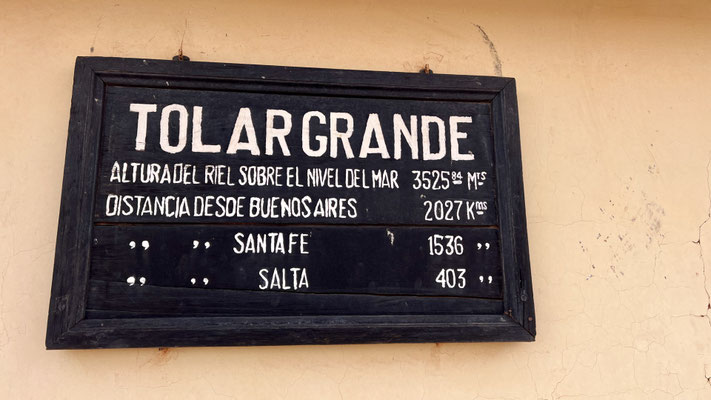 TOLAR GRANDE
ALTURA DEL RIEL SOBRE EL NIVEL DEL MAR 3525 84 Mts
DISTANCIA DESDE BUENOS AIRES 2027 Kms
,, ,, SANTA FE 1536 ,,
,, ,, SALTA 403 ,,